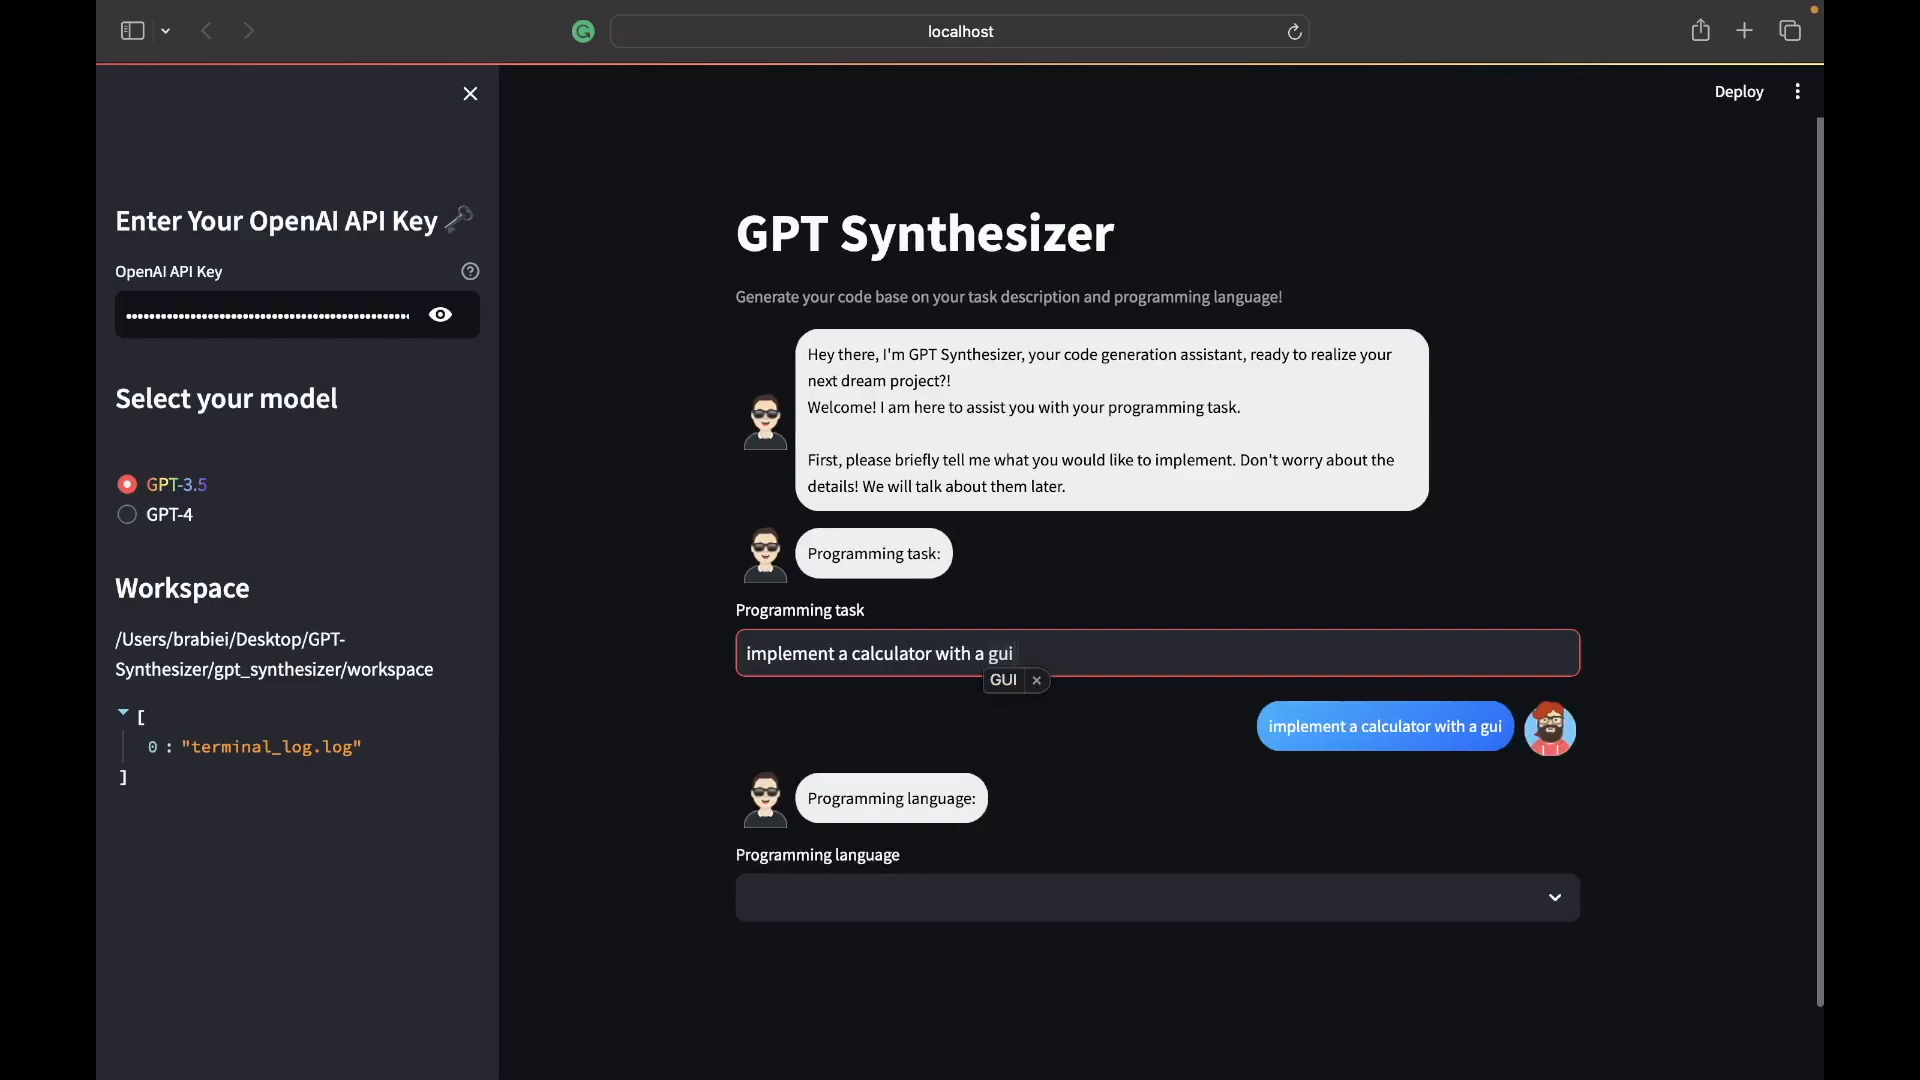 localhost
Deploy
Enter Your OpenAI API Key
OpenAI API Key
Select your model
GPT-3.5
GPT-4
Workspace
/Users/brabiei/Desktop/GPT-
Synthesizer/gpt_synthesizer/workspace
[
0 : "terminal_log.log"
]
GPT Synthesizer
Generate your code base on your task description and programming language!
Hey there, I'm GPT Synthesizer, your code generation assistant, ready to realize your
next dream project?!
Welcome! I am here to assist you with your programming task.
First, please briefly tell me what you would like to implement. Don't worry about the
details! We will talk about them later.
Programming task:
Programming task
implement a calculator with a gui
GUI
implement a calculator with a gui
Programming language:
Programming language